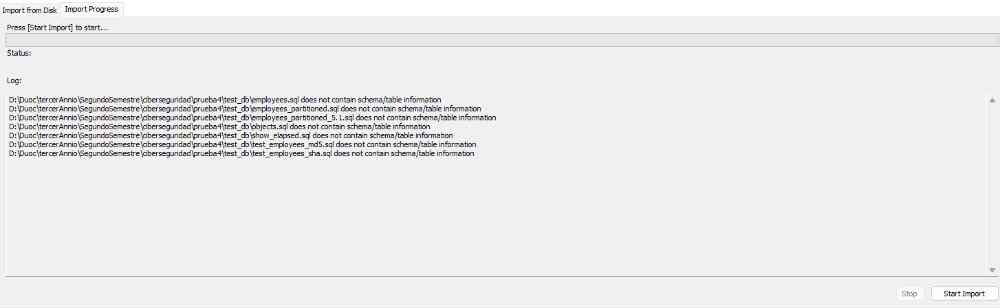 Import from Disk
Import Progress
Press [Start Import] to start...
Status:
Log:
D:\Duoc\tercerAnnio\SegundoSemestre\ciberseguridad\prueba4\test_db\employees.sql does not contain schema/table information
D:\Duoc\tercerAnnio\SegundoSemestre\ciberseguridad\prueba4\test_db\employees_partitioned.sql does not contain schema/table information
D:\Duoc\tercerAnnio\SegundoSemestre\ciberseguridad\prueba4\test_db\employees_partitioned_5.1.sql does not contain schema/table information
D:\Duoc\tercerAnnio\SegundoSemestre\ciberseguridad\prueba4\test_db\objects.sql does not contain schema/table information
D:\Duoc\tercerAnnio\SegundoSemestre\ciberseguridad\prueba4\test_db\show_elapsed.sql does not contain schema/table information
D:\Duoc\tercerAnnio\SegundoSemestre\ciberseguridad\prueba4\test_db\test_employees_md5.sql does not contain schema/table information
D:\Duoc\tercerAnnio\SegundoSemestre\ciberseguridad\prueba4\test_db\test_employees_sha.sql does not contain schema/table information
Stop
Start Import